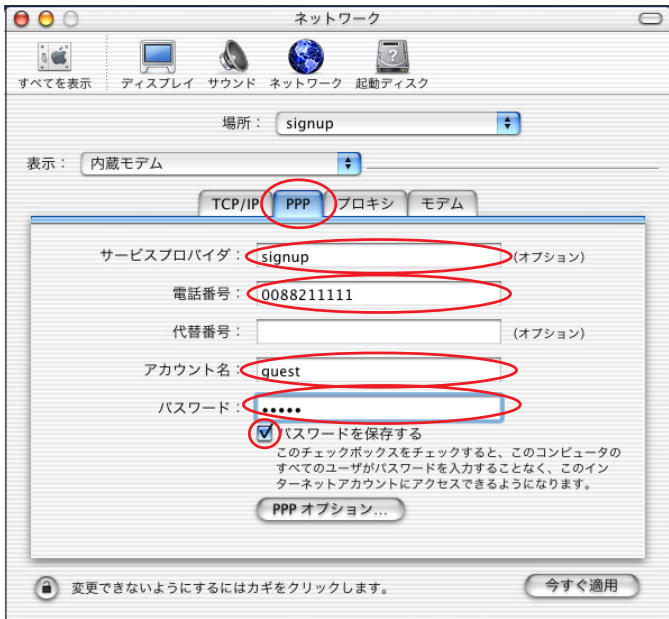 ネットワーク
すべてを表示 ディスプレイ サウンド ネットワーク 起動ディスク
場所： signup
表示： 内蔵モデム
TCP/IP PPP プロキシ モデム
サービスプロバイダ： signup (オプション)
電話番号： 0088211111
代替番号： (オプション)
アカウント名： guest
パスワード： •••••
パスワードを保存する
このチェックボックスをチェックすると、このコンピュータの
すべてのユーザがパスワードを入力することなく、このイン
ターネットアカウントにアクセスできるようになります。
PPP オプション...
変更できないようにするにはカギをクリックします。 今すぐ適用